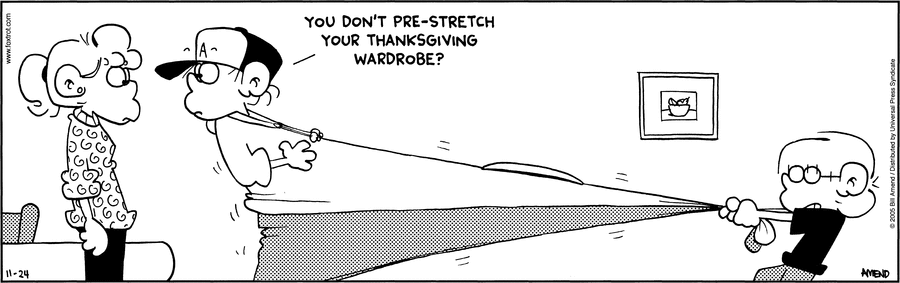 www.foxtrot.com
YOU DON'T PRE-STRETCH
YOUR THANKSGIVING
WARDROBE?
A
© 2005 Bill Amend / Distributed by Universal Press Syndicate
11-24
AMEND